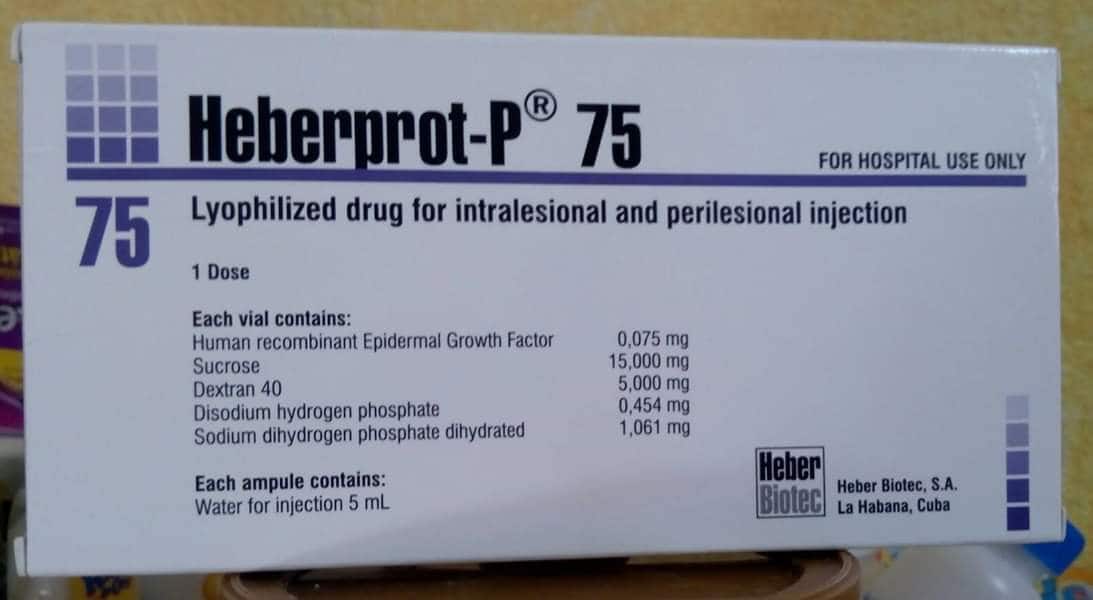 Heberprot-P® 75
FOR HOSPITAL USE ONLY
75
Lyophilized drug for intralesional and perilesional injection
1 Dose
Each vial contains:
Human recombinant Epidermal Growth Factor 0,075 mg
Sucrose 15,000 mg
Dextran 40 5,000 mg
Disodium hydrogen phosphate 0,454 mg
Sodium dihydrogen phosphate dihydrated 1,061 mg
Each ampule contains:
Water for injection 5 mL
Heber
Biotec
Heber Biotec, S.A.
La Habana, Cuba